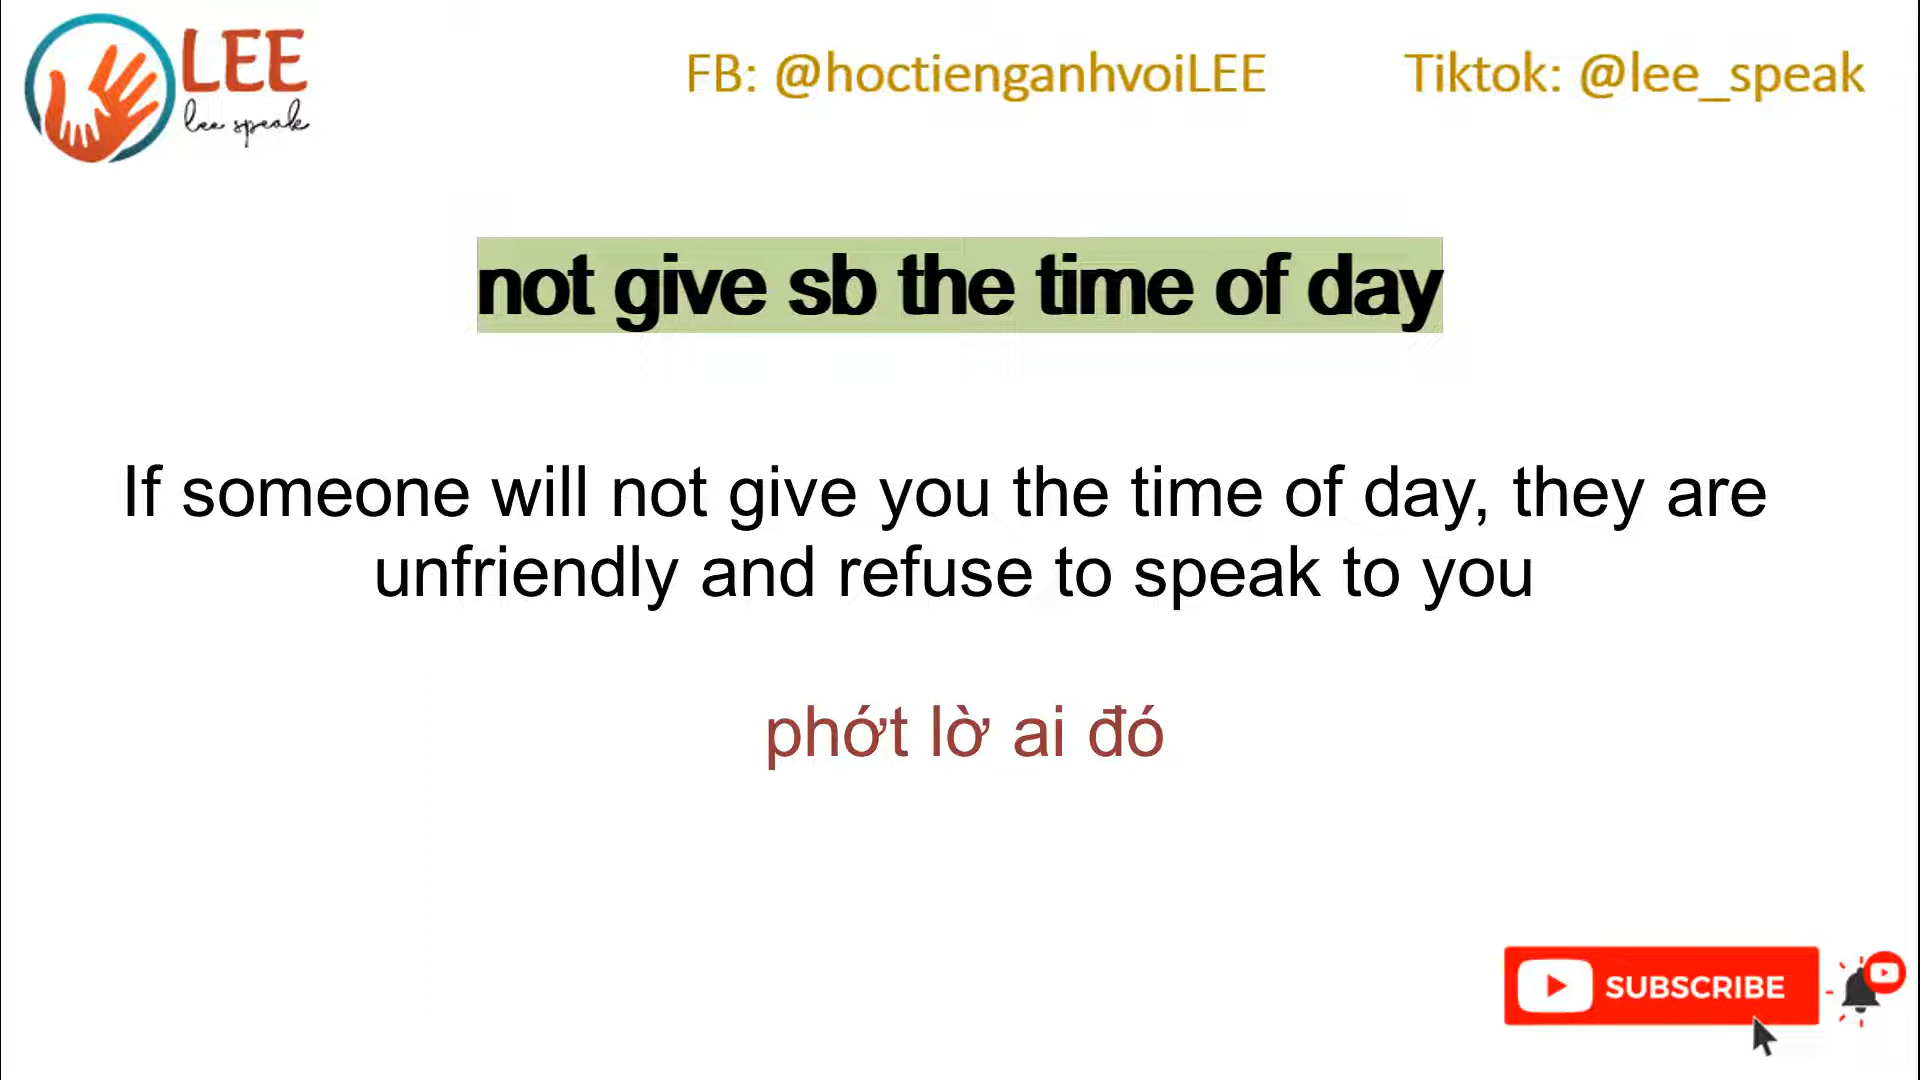 LEE
lee speak
FB: @hoctienganhvoiLEE
Tiktok: @lee_speak
not give sb the time of day
If someone will not give you the time of day, they are
unfriendly and refuse to speak to you
phớt lờ ai đó
SUBSCRIBE